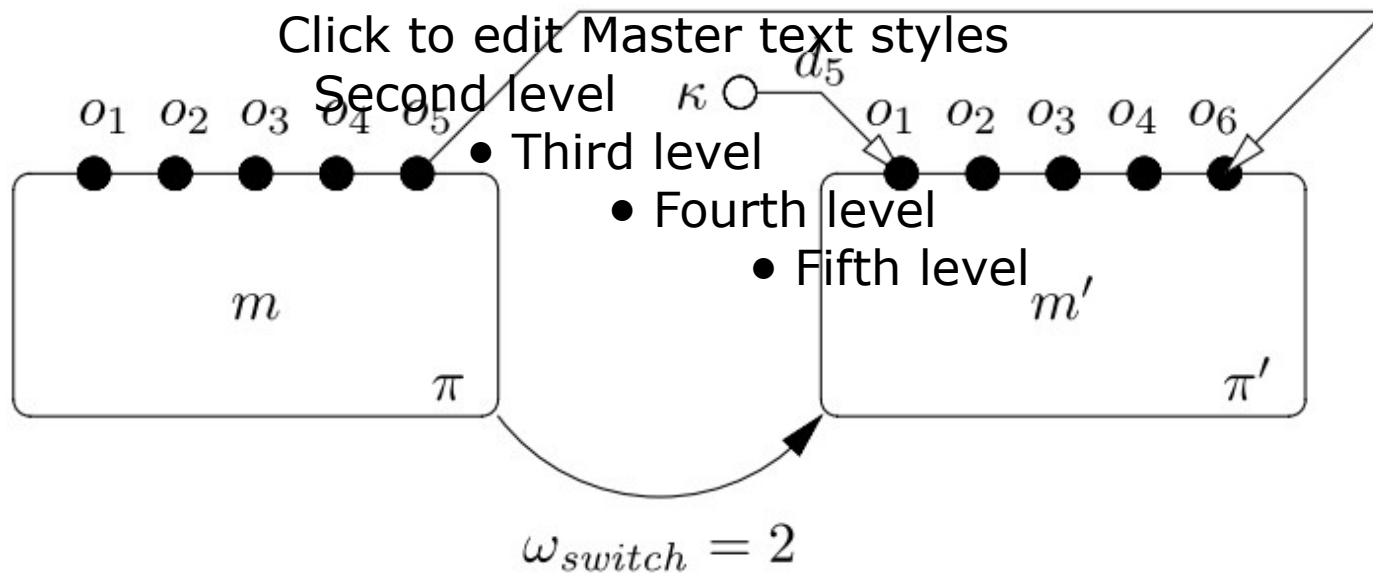 Click to edit Master text styles
Second level
• Third level
• Fourth level
• Fifth level
κ d₅
o₁ o₂ o₃ o₄ o₅
o₁ o₂ o₃ o₄ o₆
m
π
m′
π′
ω_switch = 2